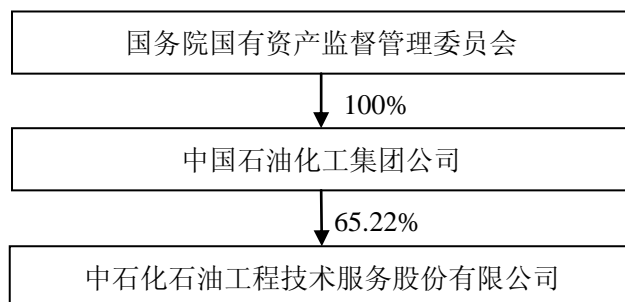 国务院国有资产监督管理委员会
100%
中国石油化工集团公司
65.22%
中石化石油工程技术服务股份有限公司